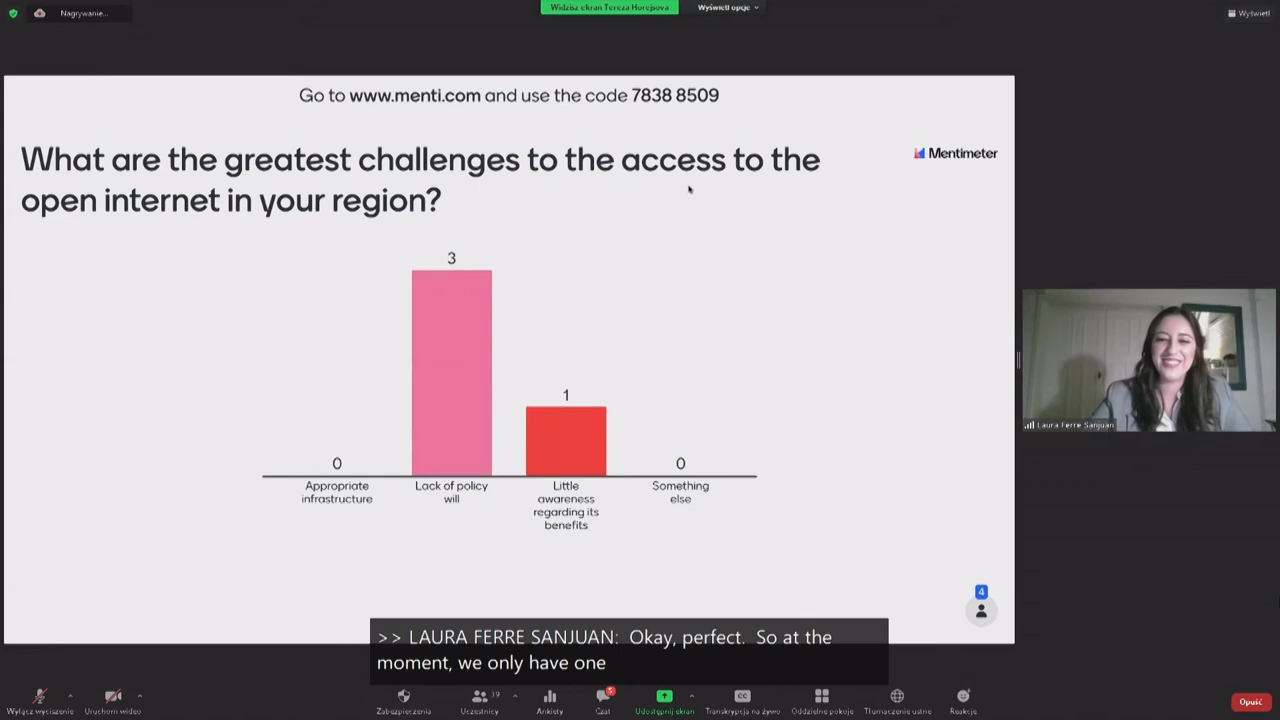 Nagrywanie...
Widzisz ekran Tereza Horejsova
Wyświetl opcje
Wyświetl
Go to www.menti.com and use the code 7838 8509
What are the greatest challenges to the access to the
open internet in your region?
Mentimeter
3
1
0
0
Appropriate
infrastructure
Lack of policy
will
Little
awareness
regarding its
benefits
Something
else
Laura Ferre Sanjuan
4
>> LAURA FERRE SANJUAN: Okay, perfect. So at the
moment, we only have one
Wyłącz wyciszenie
Uruchom wideo
Zabezpieczenia
Uczestnicy
39
Ankiety
Czat
5
Udostępnij ekran
CC
Transkrypcja na żywo
Oddzielne pokoje
Tłumaczenie ustne
Reakcje
Opuść